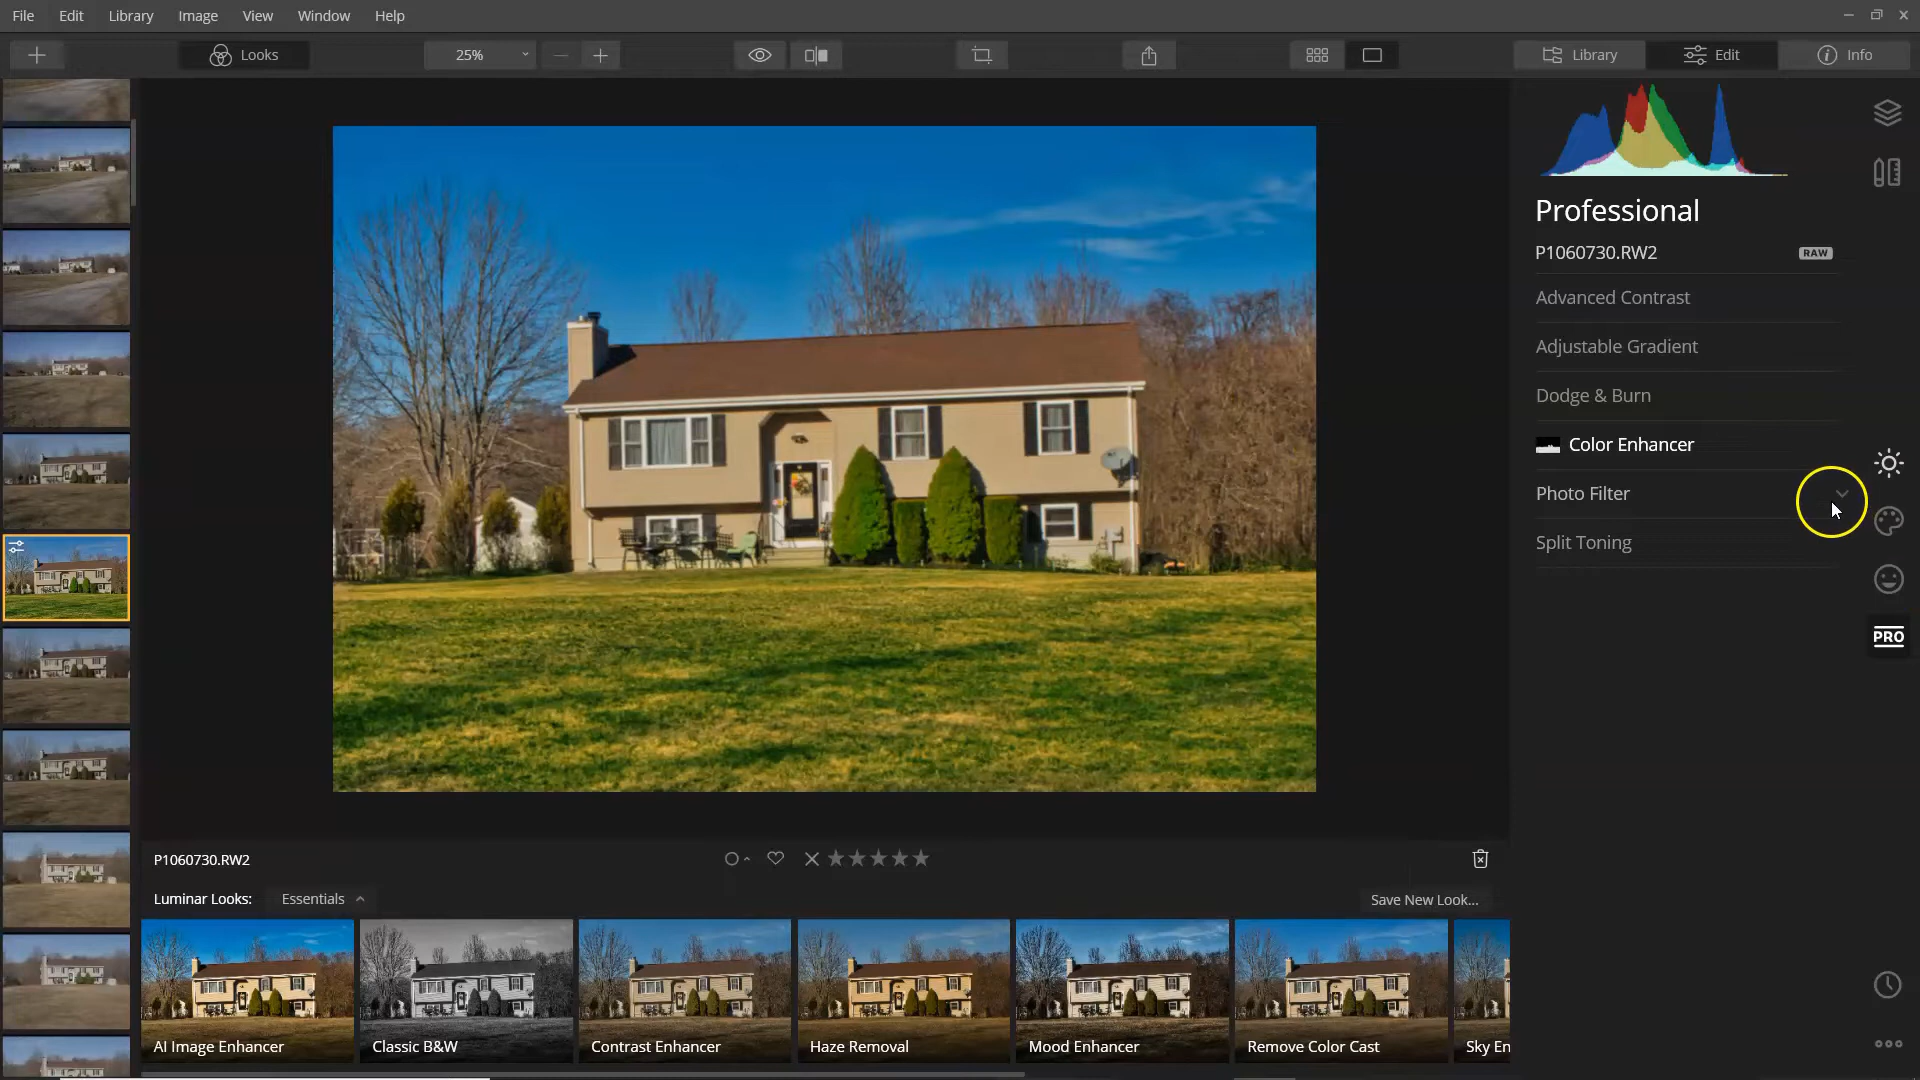 File Edit Library Image View Window Help
Looks 25% Library Edit Info
Professional
P1060730.RW2 RAW
Advanced Contrast
Adjustable Gradient
Dodge & Burn
Color Enhancer
Photo Filter
Split Toning
PRO
P1060730.RW2
Luminar Looks: Essentials Save New Look...
AI Image Enhancer Classic B&W Contrast Enhancer Haze Removal Mood Enhancer Remove Color Cast Sky En